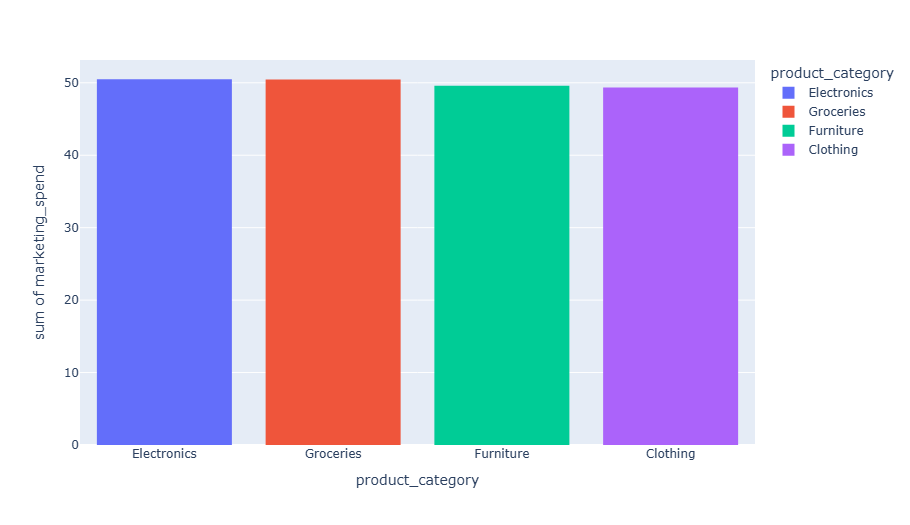 product_category
Electronics
Groceries
Furniture
Clothing
sum of marketing_spend
50
40
30
20
10
0
Electronics
Groceries
Furniture
Clothing
product_category